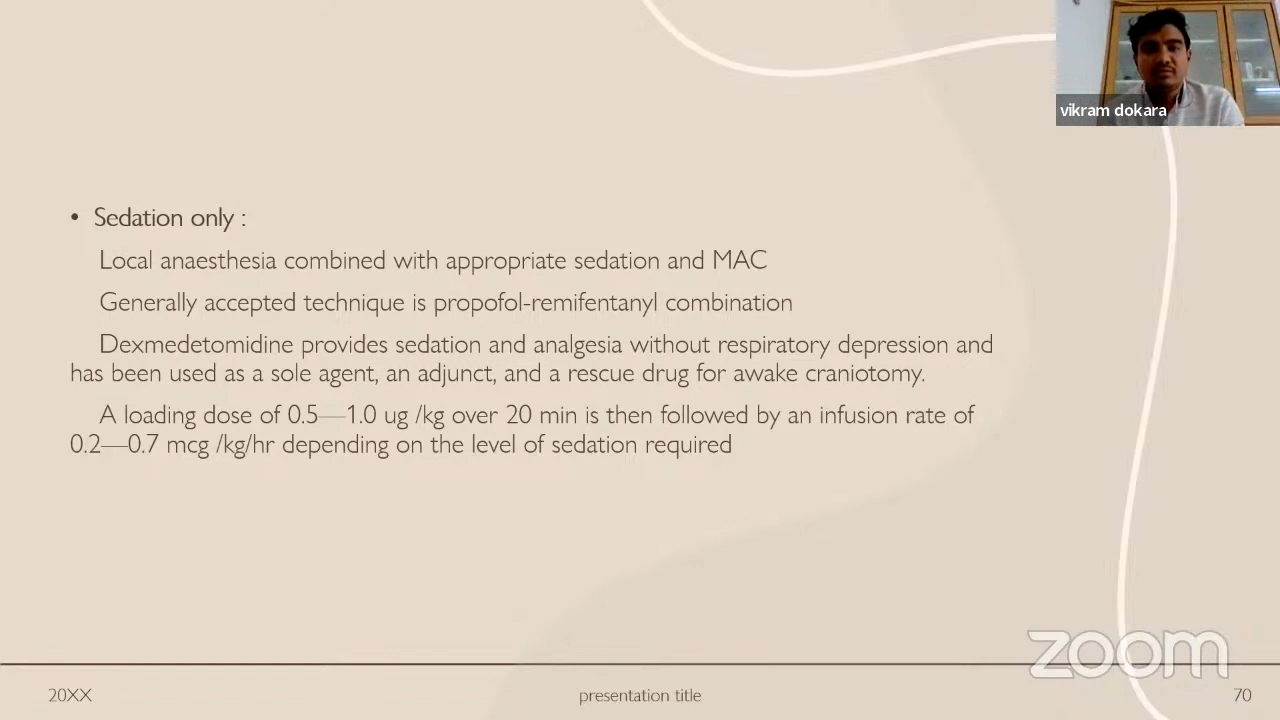 vikram dokara
• Sedation only :
Local anaesthesia combined with appropriate sedation and MAC
Generally accepted technique is propofol-remifentanyl combination
Dexmedetomidine provides sedation and analgesia without respiratory depression and
has been used as a sole agent, an adjunct, and a rescue drug for awake craniotomy.
A loading dose of 0.5—1.0 ug /kg over 20 min is then followed by an infusion rate of
0.2—0.7 mcg /kg/hr depending on the level of sedation required
zoom
20XX
presentation title
70